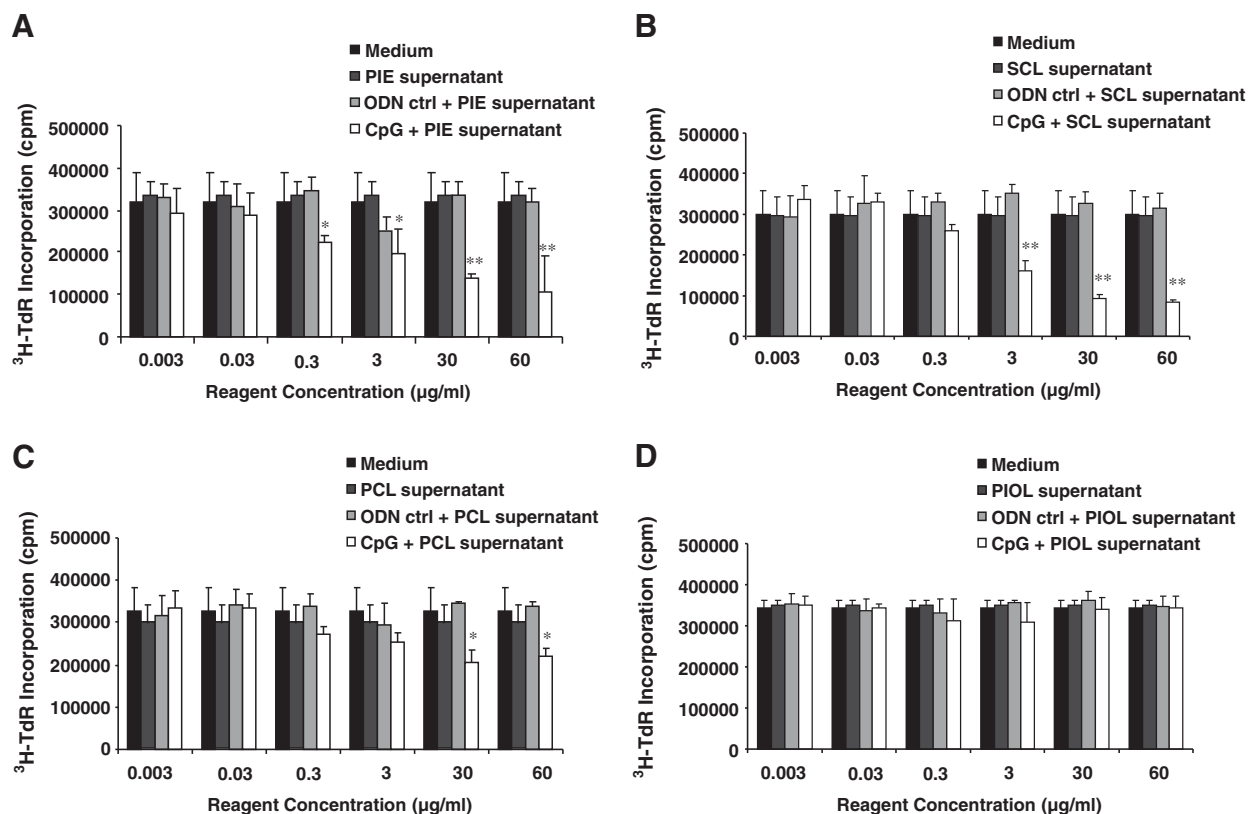 A
Medium
PIE supernatant
ODN ctrl + PIE supernatant
CpG + PIE supernatant
³H-TdR Incorporation (cpm)
500000
400000
300000
200000
100000
0
*
*
**
**
0.003 0.03 0.3 3 30 60
Reagent Concentration (µg/ml)
B
Medium
SCL supernatant
ODN ctrl + SCL supernatant
CpG + SCL supernatant
³H-TdR Incorporation (cpm)
500000
400000
300000
200000
100000
0
**
**
**
0.003 0.03 0.3 3 30 60
Reagent Concentration (µg/ml)
C
Medium
PCL supernatant
ODN ctrl + PCL supernatant
CpG + PCL supernatant
³H-TdR Incorporation (cpm)
500000
400000
300000
200000
100000
0
*
*
0.003 0.03 0.3 3 30 60
Reagent Concentration (µg/ml)
D
Medium
PIOL supernatant
ODN ctrl + PIOL supernatant
CpG + PIOL supernatant
³H-TdR Incorporation (cpm)
500000
400000
300000
200000
100000
0
0.003 0.03 0.3 3 30 60
Reagent Concentration (µg/ml)